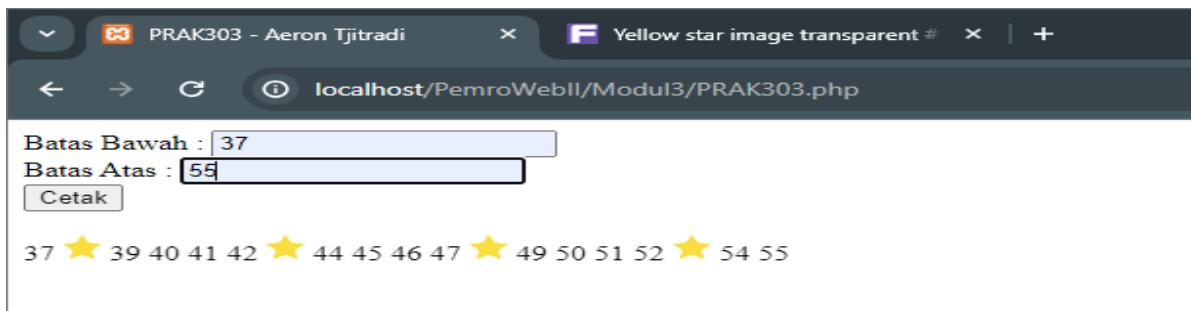 PRAK303 - Aeron Tjitradi
Yellow star image transparent #
localhost/PemroWebII/Modul3/PRAK303.php
Batas Bawah : 37
Batas Atas : 55
Cetak
37 39 40 41 42 44 45 46 47 49 50 51 52 54 55